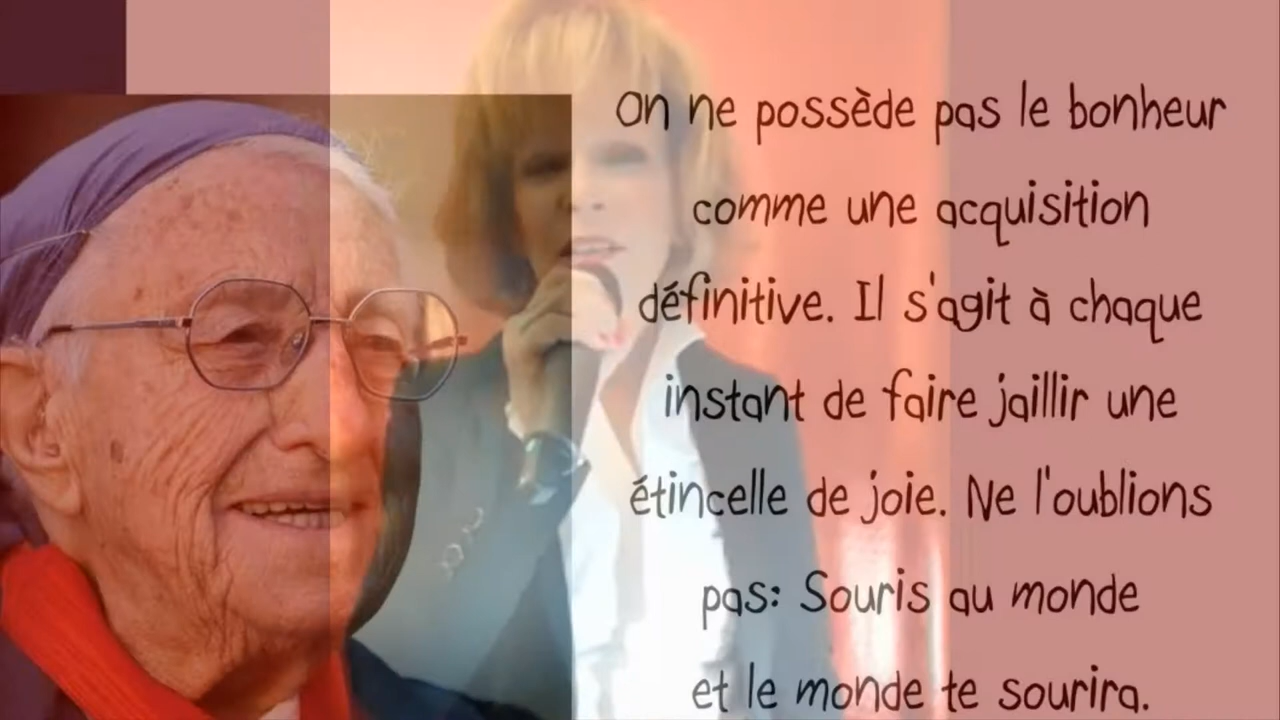 On ne possède pas le bonheur
comme une acquisition
définitive. Il s'agit à chaque
instant de faire jaillir une
étincelle de joie. Ne l'oublions
pas: Souris au monde
et le monde te sourira.